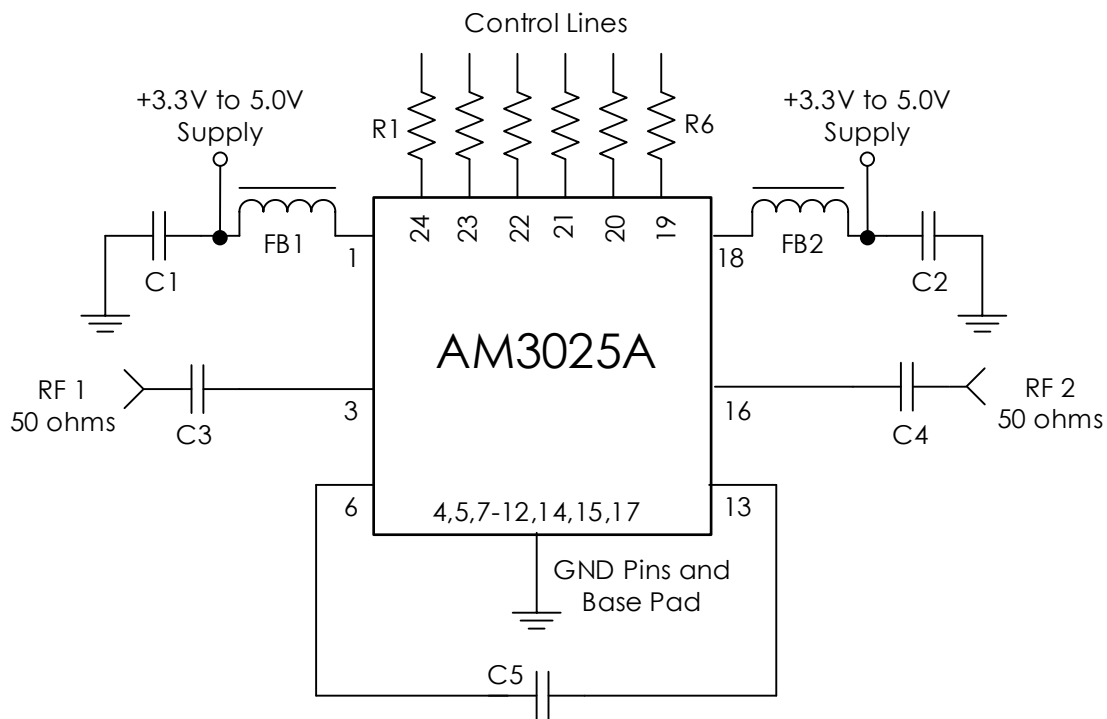 Control Lines
+3.3V to 5.0V
Supply
+3.3V to 5.0V
Supply
R1
R6
24
23
22
21
20
19
FB1
1
18
FB2
C1
C2
AM3025A
RF 1
50 ohms
C3
3
16
C4
RF 2
50 ohms
6
4,5,7-12,14,15,17
13
GND Pins and
Base Pad
C5